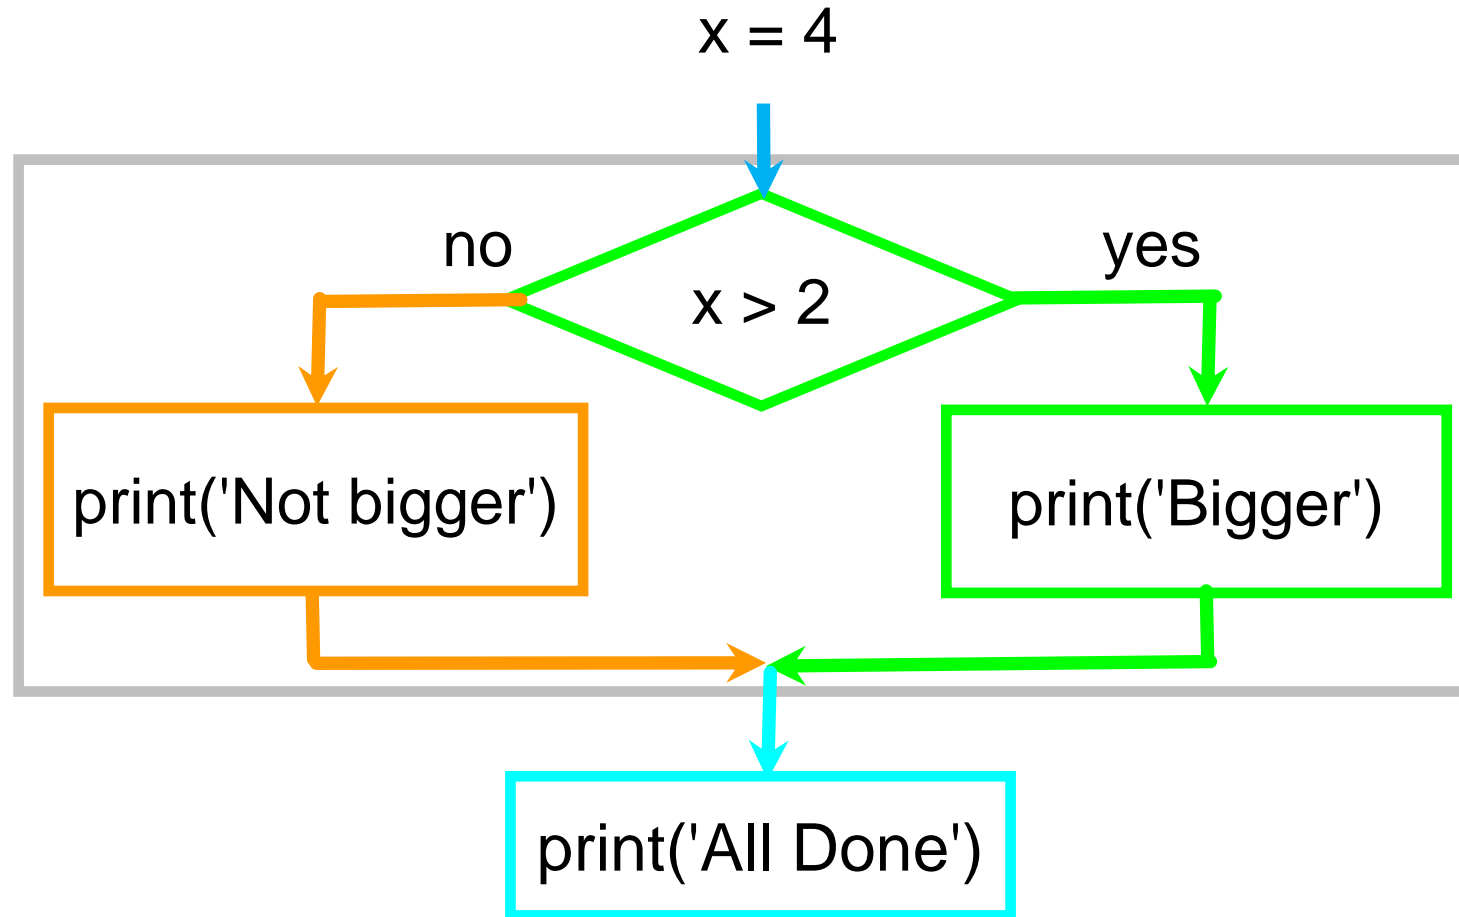 x = 4
no
yes
x > 2
print('Not bigger')
print('Bigger')
print('All Done')